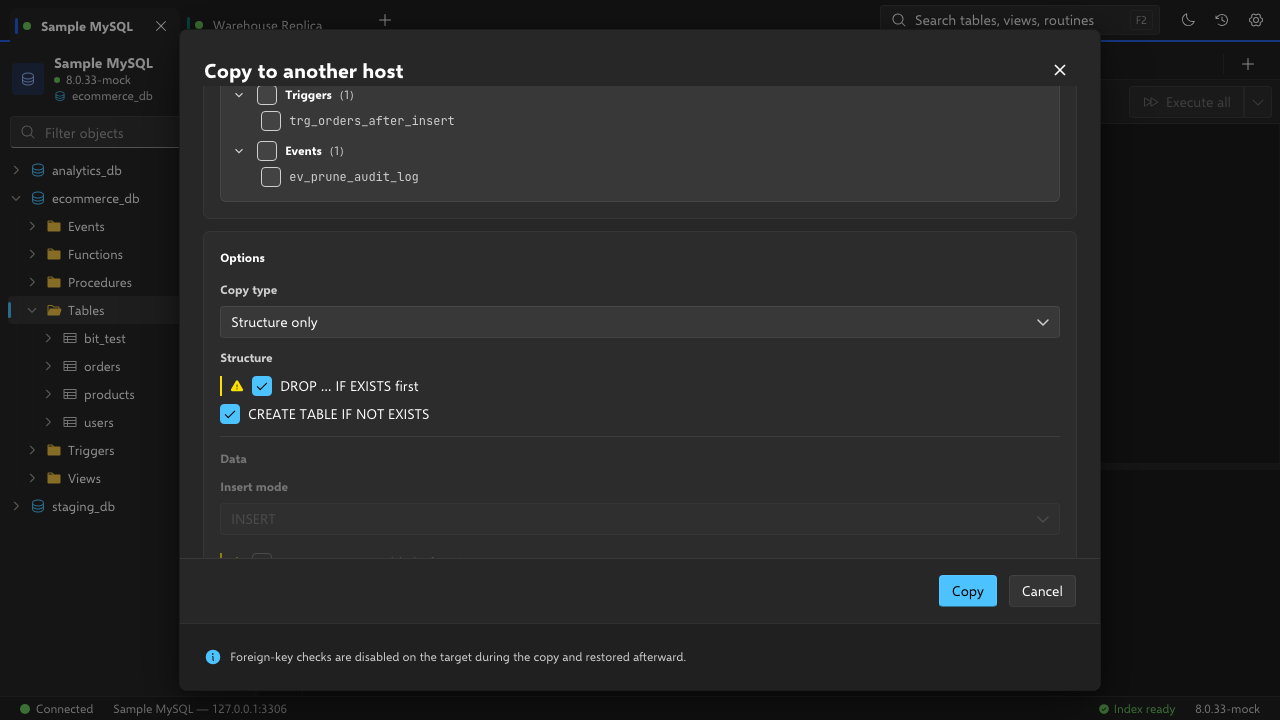 Sample MySQL
Warehouse Replica
Search tables, views, routines
F2
Sample MySQL
8.0.33-mock
ecommerce_db
Filter objects
analytics_db
ecommerce_db
Events
Functions
Procedures
Tables
bit_test
orders
products
users
Triggers
Views
staging_db
Execute all
Copy to another host
Triggers (1)
trg_orders_after_insert
Events (1)
ev_prune_audit_log
Options
Copy type
Structure only
Structure
DROP ... IF EXISTS first
CREATE TABLE IF NOT EXISTS
Data
Insert mode
INSERT
Copy
Cancel
Foreign-key checks are disabled on the target during the copy and restored afterward.
Connected
Sample MySQL — 127.0.0.1:3306
Index ready
8.0.33-mock